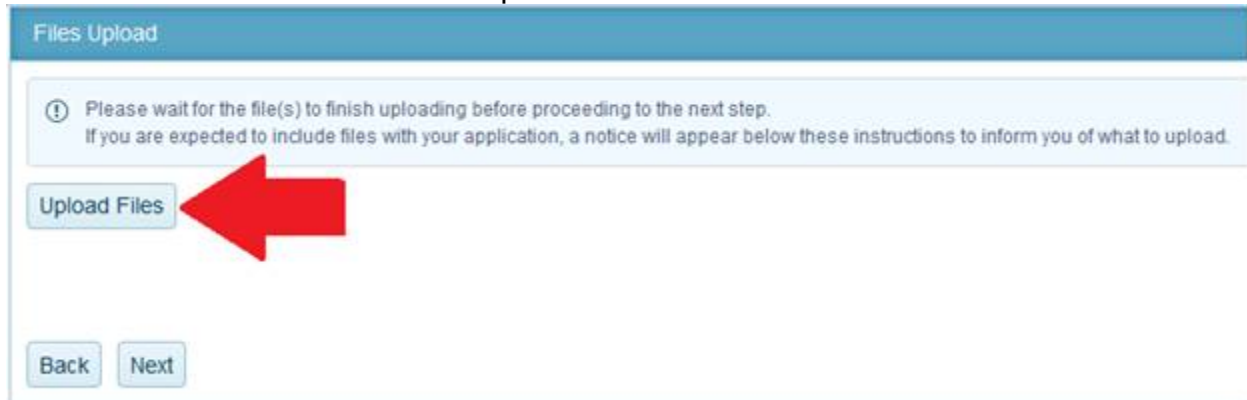 Files Upload
Please wait for the file(s) to finish uploading before proceeding to the next step.
If you are expected to include files with your application, a notice will appear below these instructions to inform you of what to upload.
Upload Files
Back Next